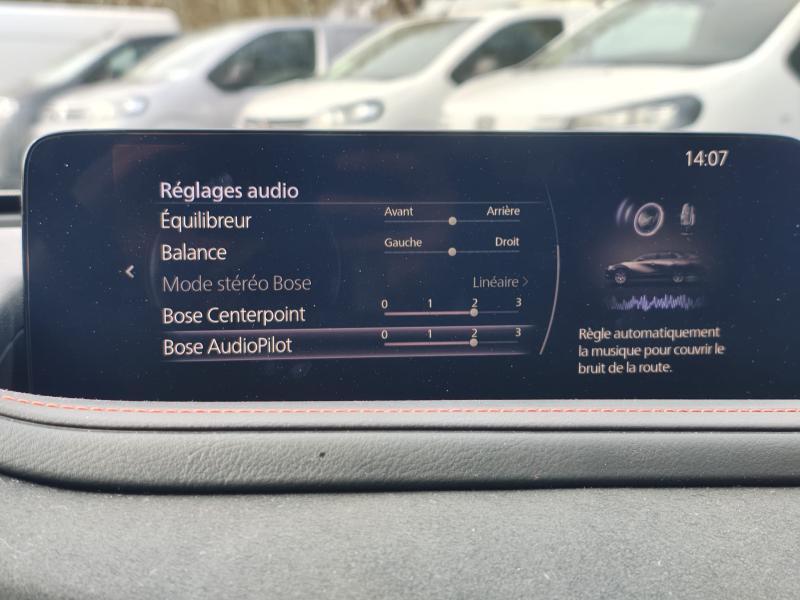 14:07
Réglages audio
Équilibreur Avant Arrière
Balance Gauche Droit
Mode stéréo Bose Linéaire >
Bose Centerpoint 0 1 2 3
Bose AudioPilot 0 1 2 3
Règle automatiquement
la musique pour couvrir le
bruit de la route.